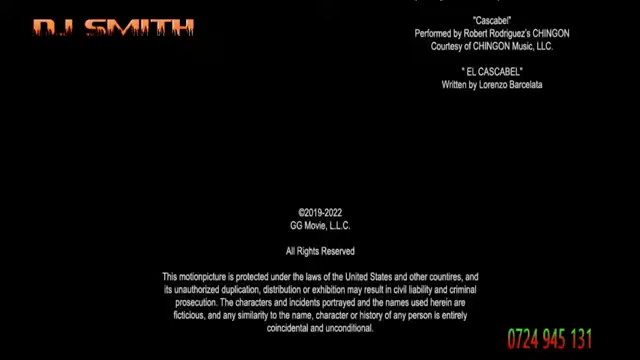 DJ SMITH
"Cascabel"
Performed by Robert Rodriguez's CHINGON
Courtesy of CHINGON Music, LLC.
" EL CASCABEL"
Written by Lorenzo Barcelata
©2019-2022
GG Movie, L.L.C.
All Rights Reserved
This motionpicture is protected under the laws of the United States and other countires, and
its unauthorized duplication, distribution or exhibition may result in civil liability and criminal
prosecution. The characters and incidents portrayed and the names used herein are
ficticious, and any similarity to the name, character or history of any person is entirely
coincidental and unconditional.
0724 945 131